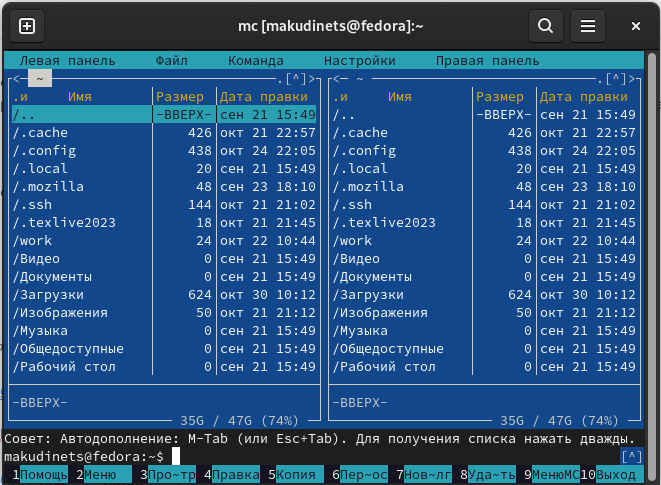 mc [makudinets@fedora]:~
Левая панель Файл Команда Настройки Правая панель
<— ~ .[^]> <— ~ .[^]>
.и Имя Размер Дата правки .и Имя Размер Дата правки
/.. -ВВЕРХ- сен 21 15:49 /.. -ВВЕРХ- сен 21 15:49
/.cache 426 окт 21 22:57 /.cache 426 окт 21 22:57
/.config 438 окт 24 22:05 /.config 438 окт 24 22:05
/.local 20 сен 21 15:49 /.local 20 сен 21 15:49
/.mozilla 48 сен 23 18:10 /.mozilla 48 сен 23 18:10
/.ssh 144 окт 21 21:02 /.ssh 144 окт 21 21:02
/.texlive2023 18 окт 21 21:45 /.texlive2023 18 окт 21 21:45
/work 24 окт 22 10:44 /work 24 окт 22 10:44
/Видео 0 сен 21 15:49 /Видео 0 сен 21 15:49
/Документы 0 сен 21 15:49 /Документы 0 сен 21 15:49
/Загрузки 624 окт 30 10:12 /Загрузки 624 окт 30 10:12
/Изображения 50 окт 21 21:12 /Изображения 50 окт 21 21:12
/Музыка 0 сен 21 15:49 /Музыка 0 сен 21 15:49
/Общедоступные 0 сен 21 15:49 /Общедоступные 0 сен 21 15:49
/Рабочий стол 0 сен 21 15:49 /Рабочий стол 0 сен 21 15:49
-ВВЕРХ- -ВВЕРХ-
35G / 47G (74%) 35G / 47G (74%)
Совет: Автодополнение: M-Tab (или Esc+Tab). Для получения списка нажать дважды.
makudinets@fedora:~$ [^]
1Помощь 2Меню 3Про~тр 4Правка 5Копия 6Пер~ос 7Нов~лг 8Уда~ть 9МенюMC 10Выход